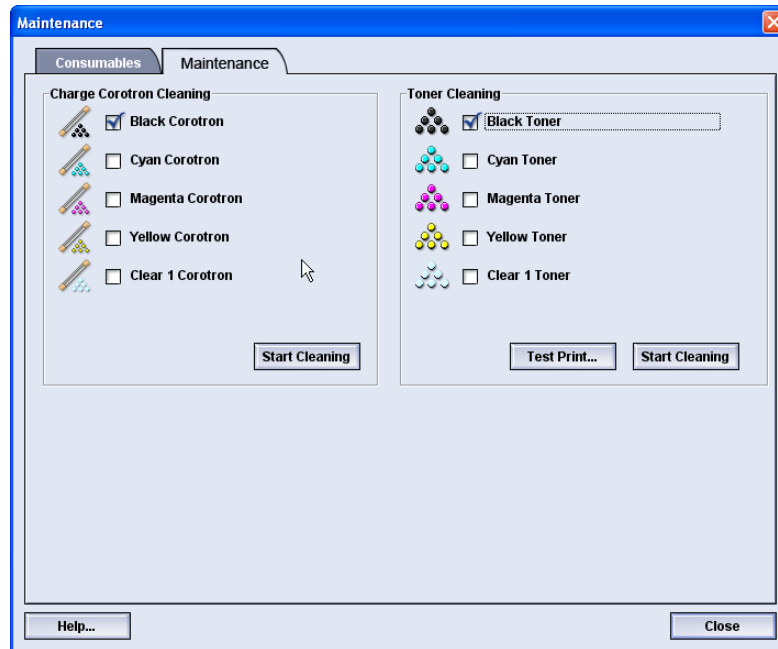 Maintenance
Consumables
Maintenance
Charge Corotron Cleaning
Black Corotron
Cyan Corotron
Magenta Corotron
Yellow Corotron
Clear 1 Corotron
Start Cleaning
Toner Cleaning
Black Toner
Cyan Toner
Magenta Toner
Yellow Toner
Clear 1 Toner
Test Print...
Start Cleaning
Help...
Close